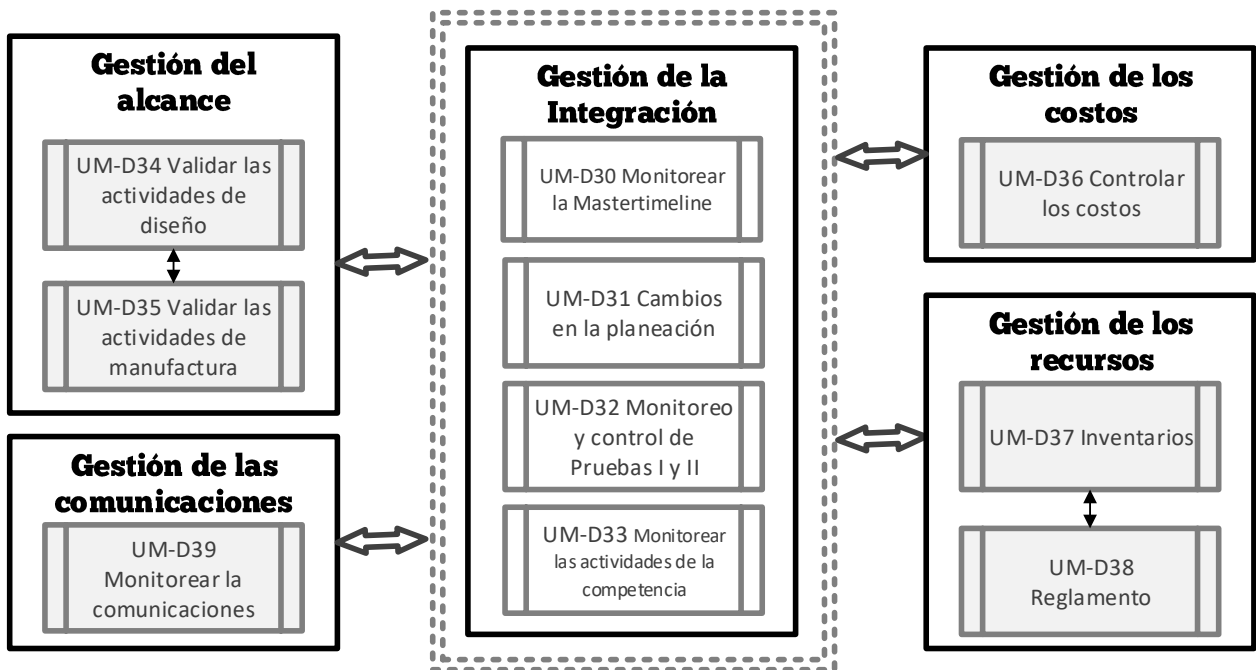 Gestión del
alcance
UM-D34 Validar las
actividades de
diseño
UM-D35 Validar las
actividades de
manufactura
Gestión de las
comunicaciones
UM-D39
Monitorear la
comunicaciones
Gestión de la
Integración
UM-D30 Monitorear
la Mastertimeline
UM-D31 Cambios
en la planeación
UM-D32 Monitoreo
y control de
Pruebas I y II
UM-D33 Monitorear
las actividades de la
competencia
Gestión de los
costos
UM-D36 Controlar
los costos
Gestión de los
recursos
UM-D37 Inventarios
UM-D38
Reglamento